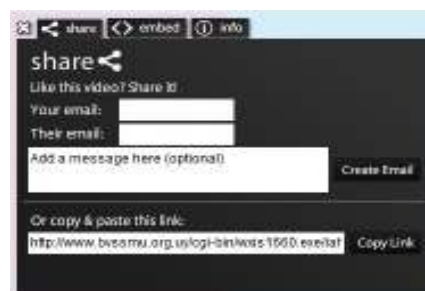 share embed info
share
Like this video? Share it!
Your email:
Their email:
Add a message here (optional)
Create Email
Or copy & paste this link:
Copy Link